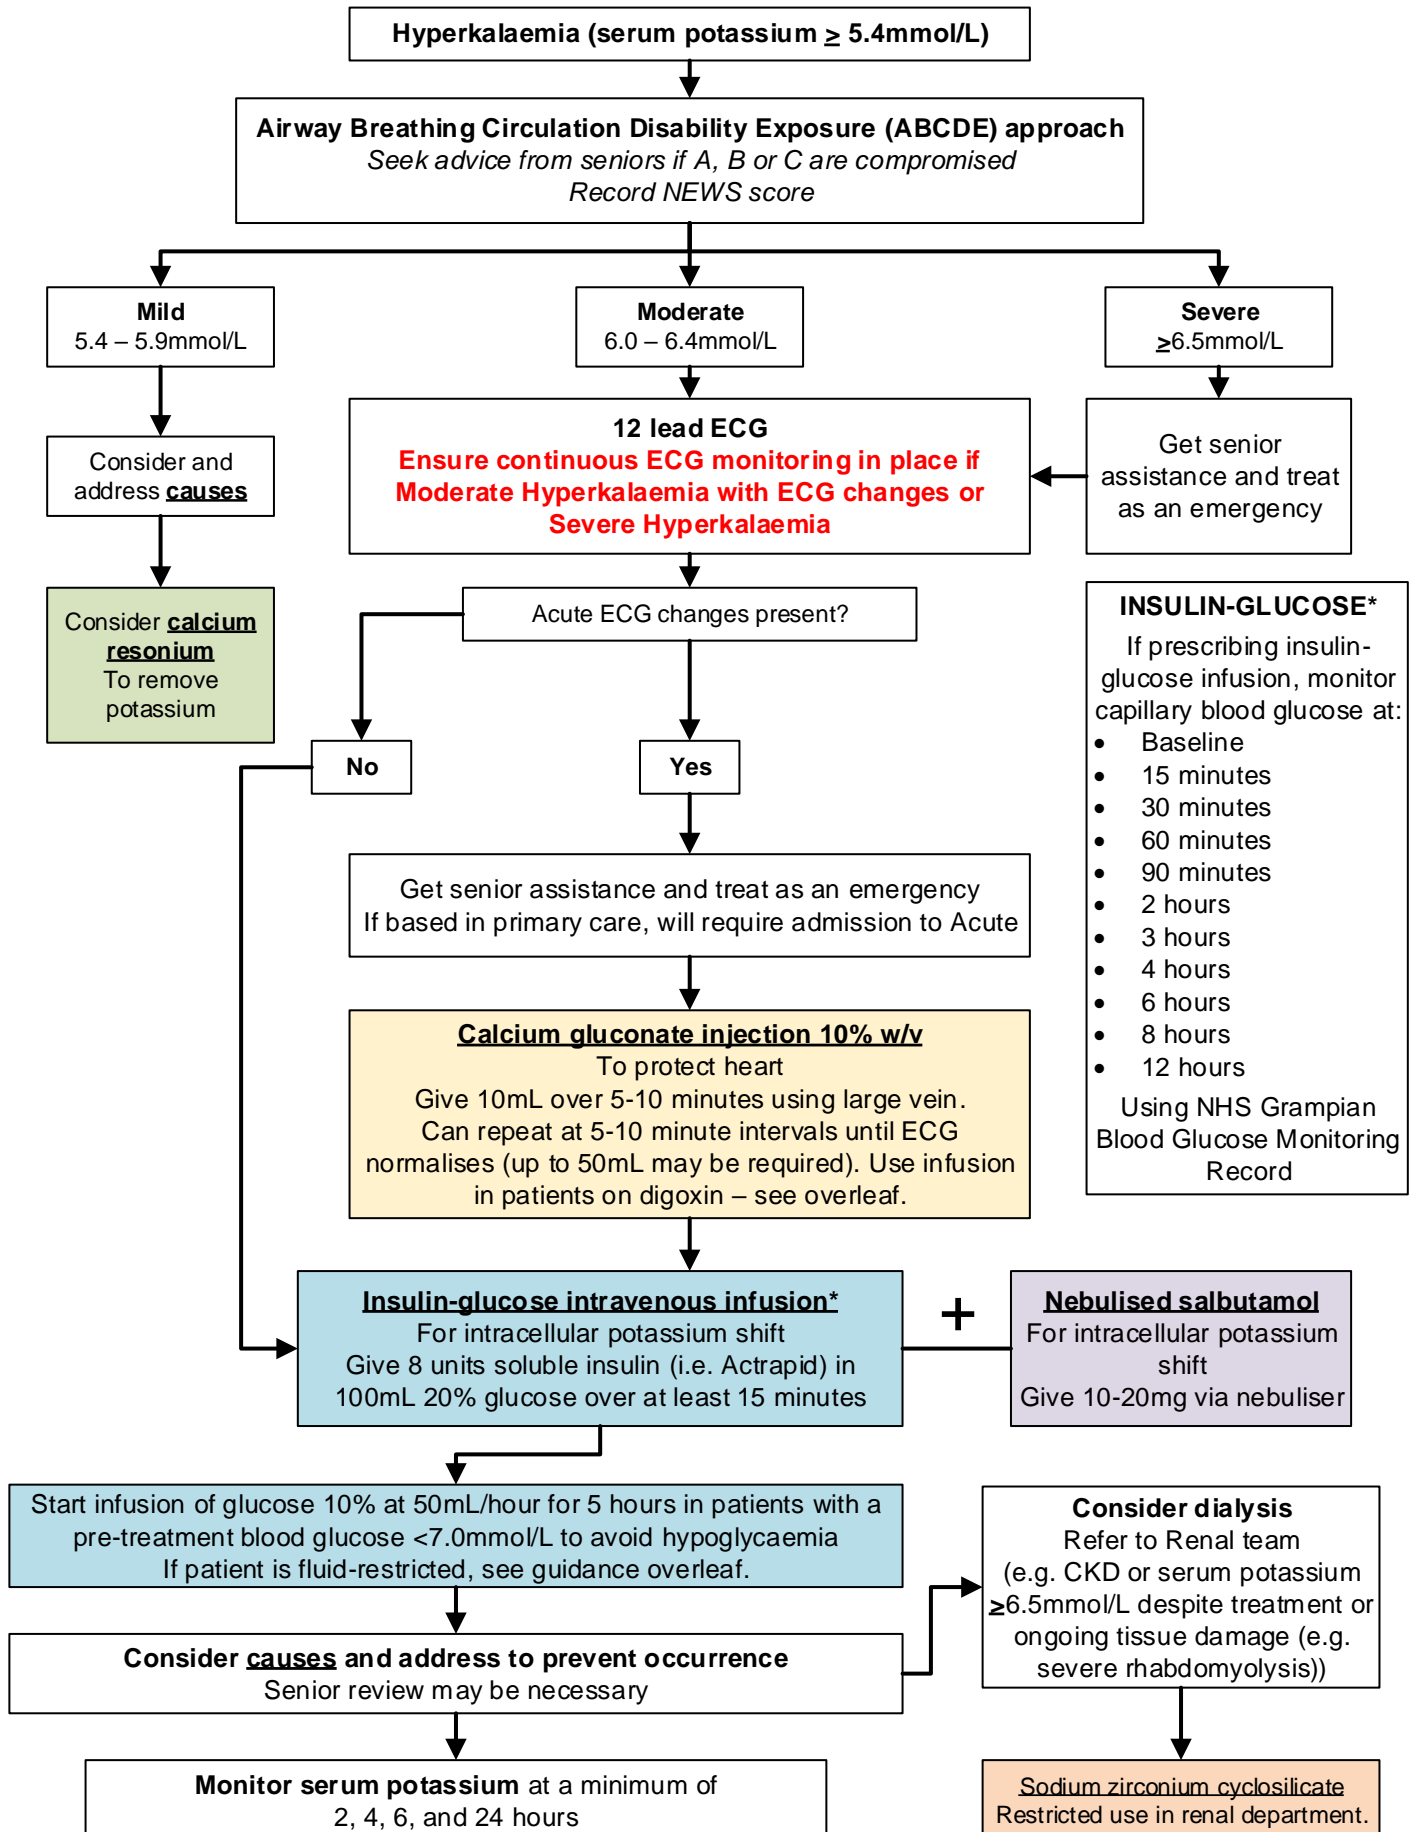 Hyperkalaemia (serum potassium ≥ 5.4mmol/L)
Airway Breathing Circulation Disability Exposure (ABCDE) approach
Seek advice from seniors if A, B or C are compromised
Record NEWS score
Mild
5.4 – 5.9mmol/L
Moderate
6.0 – 6.4mmol/L
Severe
≥6.5mmol/L
Consider and
address causes
12 lead ECG
Ensure continuous ECG monitoring in place if
Moderate Hyperkalaemia with ECG changes or
Severe Hyperkalaemia
Get senior
assistance and treat
as an emergency
Consider calcium
resonium
To remove
potassium
Acute ECG changes present?
No
Yes
INSULIN-GLUCOSE*
If prescribing insulin-
glucose infusion, monitor
capillary blood glucose at:
• Baseline
• 15 minutes
• 30 minutes
• 60 minutes
• 90 minutes
• 2 hours
• 3 hours
• 4 hours
• 6 hours
• 8 hours
• 12 hours
Using NHS Grampian
Blood Glucose Monitoring
Record
Get senior assistance and treat as an emergency
If based in primary care, will require admission to Acute
Calcium gluconate injection 10% w/v
To protect heart
Give 10mL over 5-10 minutes using large vein.
Can repeat at 5-10 minute intervals until ECG
normalises (up to 50mL may be required). Use infusion
in patients on digoxin – see overleaf.
Insulin-glucose intravenous infusion*
For intracellular potassium shift
Give 8 units soluble insulin (i.e. Actrapid) in
100mL 20% glucose over at least 15 minutes
+
Nebulised salbutamol
For intracellular potassium
shift
Give 10-20mg via nebuliser
Start infusion of glucose 10% at 50mL/hour for 5 hours in patients with a
pre-treatment blood glucose <7.0mmol/L to avoid hypoglycaemia
If patient is fluid-restricted, see guidance overleaf.
Consider causes and address to prevent occurrence
Senior review may be necessary
Consider dialysis
Refer to Renal team
(e.g. CKD or serum potassium
≥6.5mmol/L despite treatment or
ongoing tissue damage (e.g.
severe rhabdomyolysis))
Monitor serum potassium at a minimum of
2, 4, 6, and 24 hours
Sodium zirconium cyclosilicate
Restricted use in renal department.